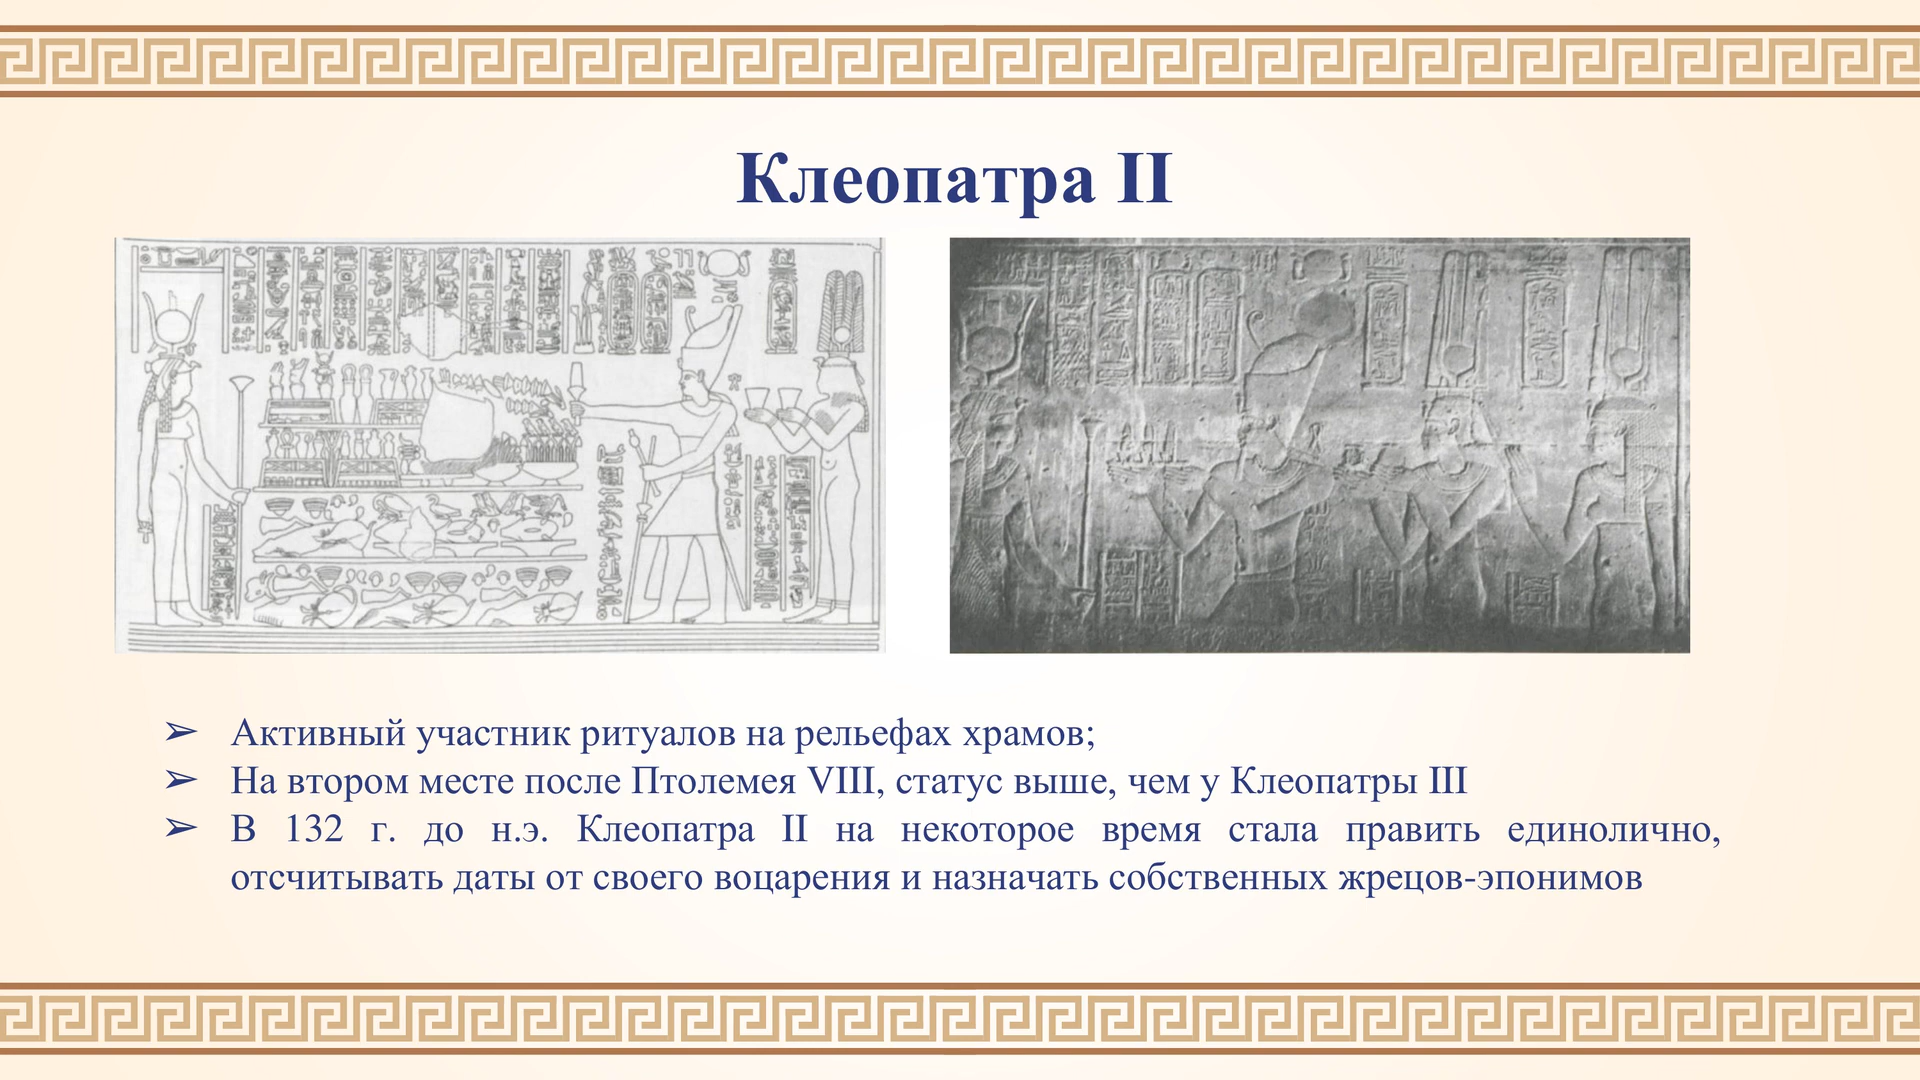 Клеопатра II
➢ Активный участник ритуалов на рельефах храмов;
➢ На втором месте после Птолемея VIII, статус выше, чем у Клеопатры III
➢ В 132 г. до н.э. Клеопатра II на некоторое время стала править единолично,
отсчитывать даты от своего воцарения и назначать собственных жрецов-эпонимов